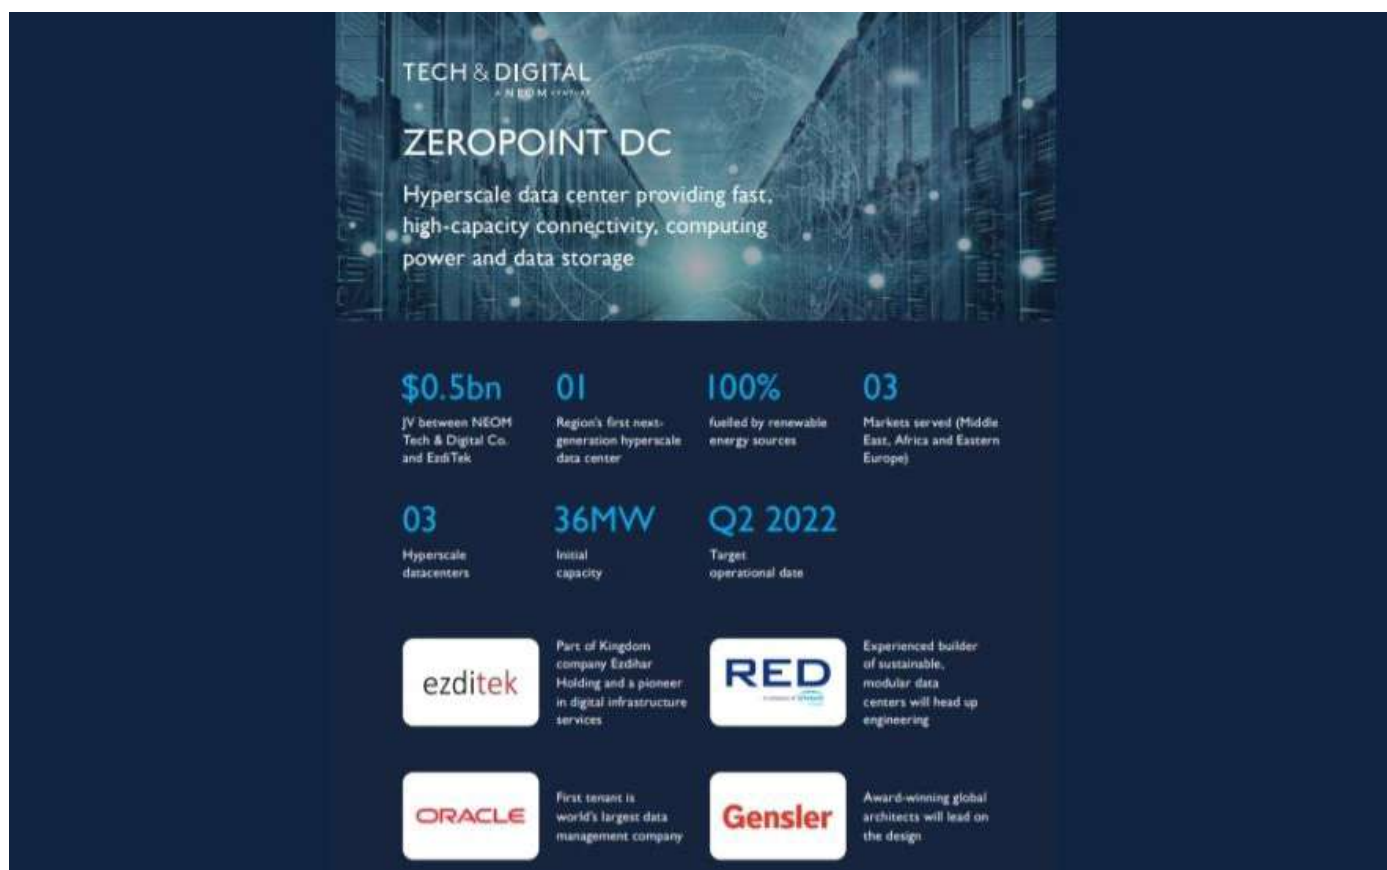 TECH & DIGITAL
A NEOM VENTURE
ZEROPOINT DC
Hyperscale data center providing fast,
high-capacity connectivity, computing
power and data storage
$0.5bn
JV between NEOM
Tech & Digital Co.
and EzdiTek
01
Region's first next-
generation hyperscale
data center
100%
fuelled by renewable
energy sources
03
Markets served (Middle
East, Africa and Eastern
Europe)
03
Hyperscale
datacenters
36MW
Initial
capacity
Q2 2022
Target
operational date
ezditek
Part of Kingdom
company Ezdihar
Holding and a pioneer
in digital infrastructure
services
RED
Experienced builder
of sustainable,
modular data
centers will head up
engineering
ORACLE
First tenant is
world's largest data
management company
Gensler
Award-winning global
architects will lead on
the design